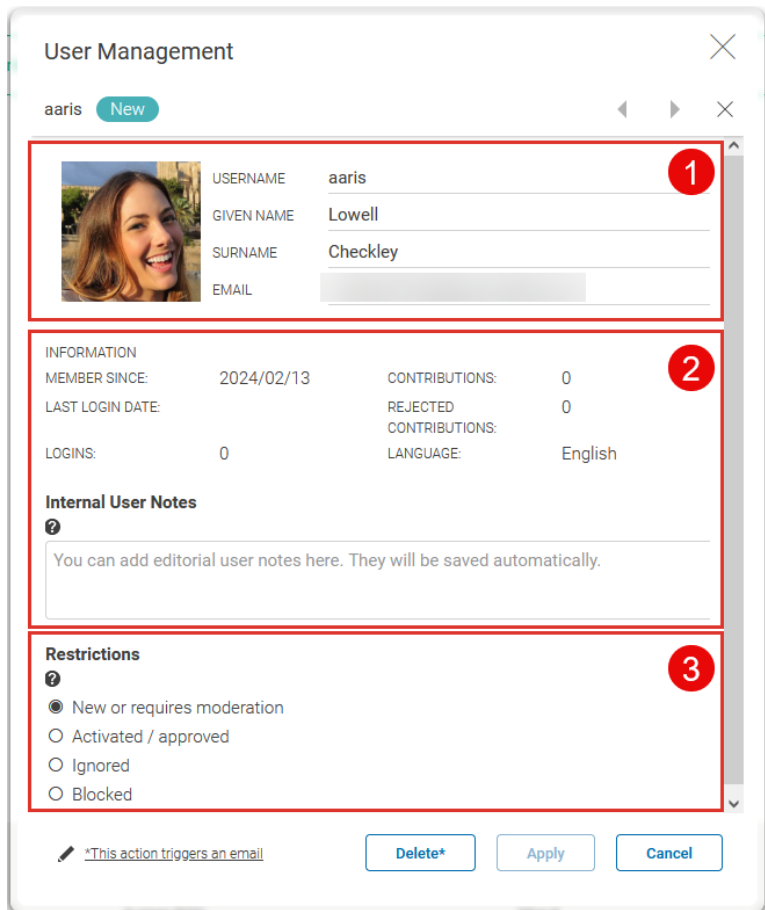 User Management
aaris New
1
USERNAME aaris
GIVEN NAME Lowell
SURNAME Checkley
EMAIL
2
INFORMATION
MEMBER SINCE: 2024/02/13 CONTRIBUTIONS: 0
LAST LOGIN DATE: REJECTED CONTRIBUTIONS: 0
LOGINS: 0 LANGUAGE: English
Internal User Notes
?
You can add editorial user notes here. They will be saved automatically.
3
Restrictions
?
New or requires moderation
Activated / approved
Ignored
Blocked
*This action triggers an email Delete* Apply Cancel